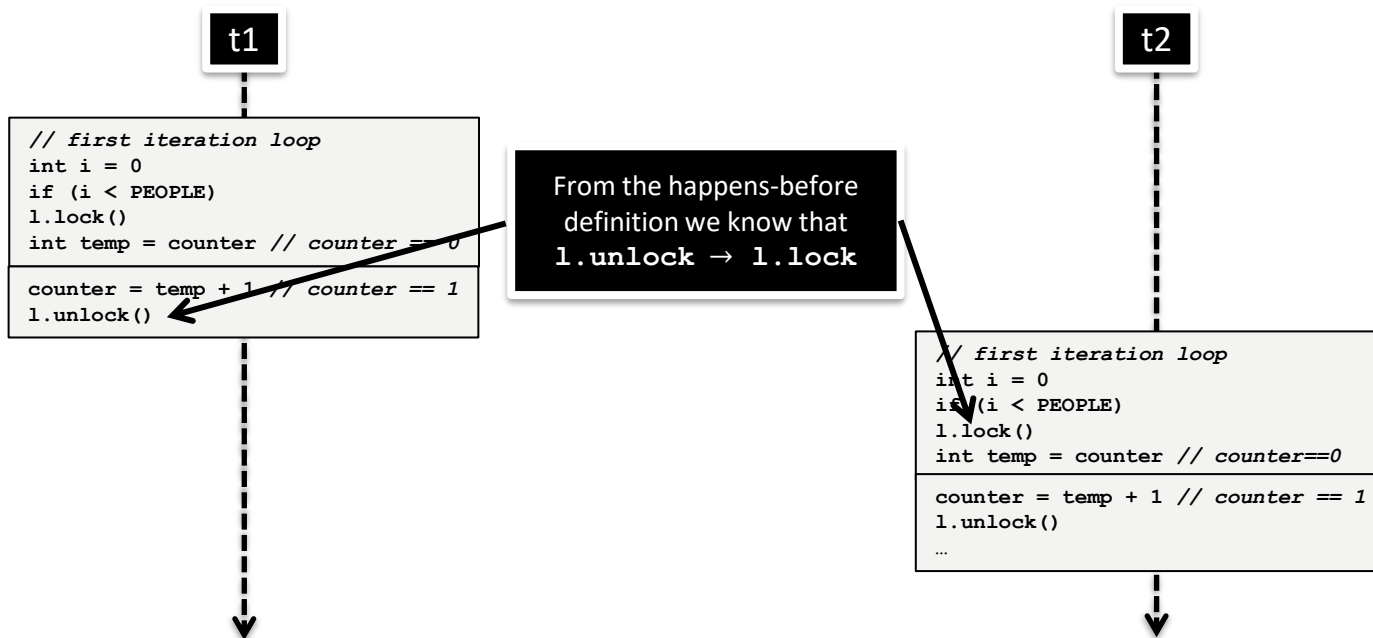 t1
t2
// first iteration loop
int i = 0
if (i < PEOPLE)
l.lock()
int temp = counter // counter == 0
counter = temp + 1 // counter == 1
l.unlock()
From the happens-before
definition we know that
l.unlock → l.lock
// first iteration loop
int i = 0
if (i < PEOPLE)
l.lock()
int temp = counter // counter==0
counter = temp + 1 // counter == 1
l.unlock()
…